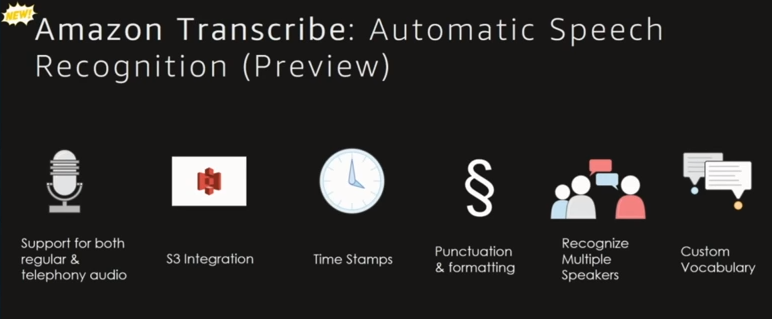 NEW!
Amazon Transcribe: Automatic Speech
Recognition (Preview)
Support for both
regular &
telephony audio
S3 Integration
Time Stamps
§
Punctuation
& formatting
Recognize
Multiple
Speakers
Custom
Vocabulary